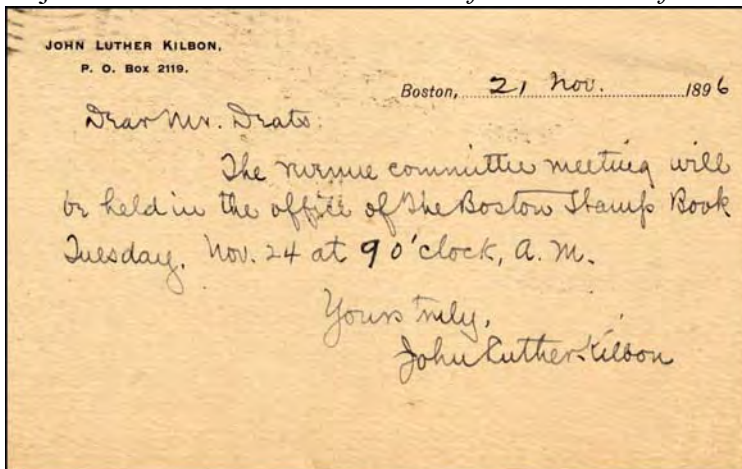 JOHN LUTHER KILBON,
P. O. BOX 2119.
Boston, 21 Nov. 1896
Dear Mr. Deats:
The revenue committee meeting will
be held in the office of The Boston Stamp Book
Tuesday, Nov. 24 at 9 o'clock, A. M.
Yours truly,
John Luther Kilbon